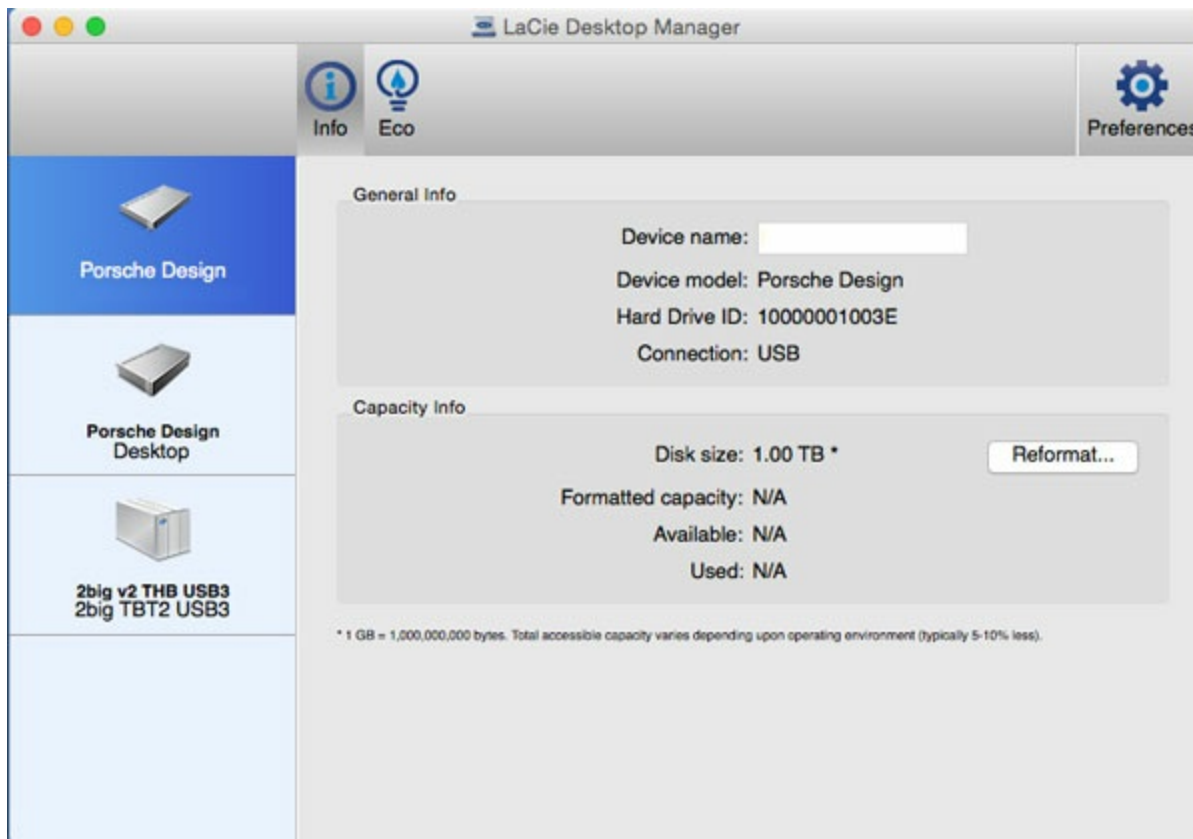 LaCie Desktop Manager
Info
Eco
Preferences
Porsche Design
Porsche Design
Desktop
2big v2 THB USB3
2big TBT2 USB3
General Info
Device name:
Device model: Porsche Design
Hard Drive ID: 10000001003E
Connection: USB
Capacity Info
Disk size: 1.00 TB *
Reformat...
Formatted capacity: N/A
Available: N/A
Used: N/A
* 1 GB = 1,000,000,000 bytes. Total accessible capacity varies depending upon operating environment (typically 5-10% less).